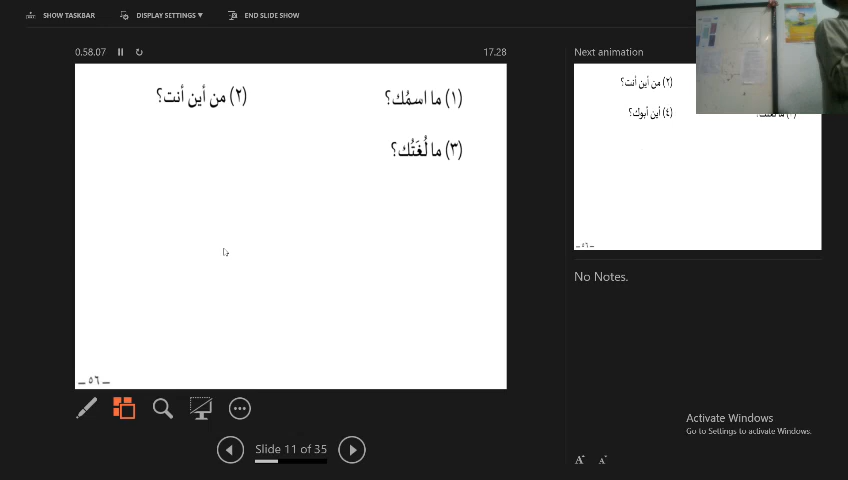 SHOW TASKBAR
DISPLAY SETTINGS ▼
END SLIDE SHOW
0.58.07
17.28
(١) ما اسمُك؟
(٢) من أين أنت؟
(٣) ما لُغَتُك؟
– ٥٦ –
Next animation
(٢) من أين أنت؟
(٤) أين أبوك؟
– ٥٦ –
No Notes.
Slide 11 of 35
Activate Windows
Go to Settings to activate Windows.
A A